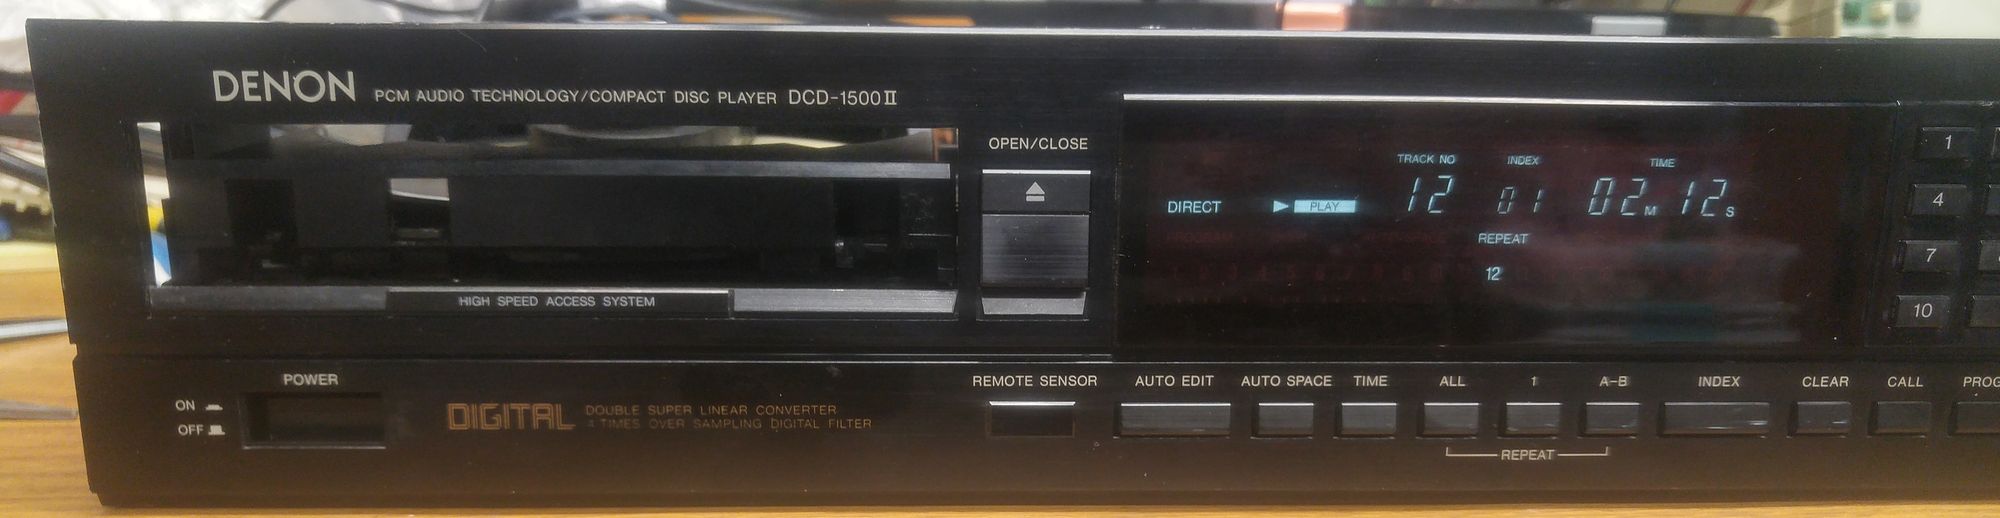 DENON PCM AUDIO TECHNOLOGY/COMPACT DISC PLAYER DCD-1500II
OPEN/CLOSE
HIGH SPEED ACCESS SYSTEM
TRACK NO INDEX TIME
DIRECT PLAY 12 01 02M 12S
REPEAT
12
1
4
7
10
POWER
ON
OFF
DIGITAL DOUBLE SUPER LINEAR CONVERTER
4 TIMES OVER SAMPLING DIGITAL FILTER
REMOTE SENSOR AUTO EDIT AUTO SPACE TIME ALL 1 A-B INDEX CLEAR CALL PROG
REPEAT